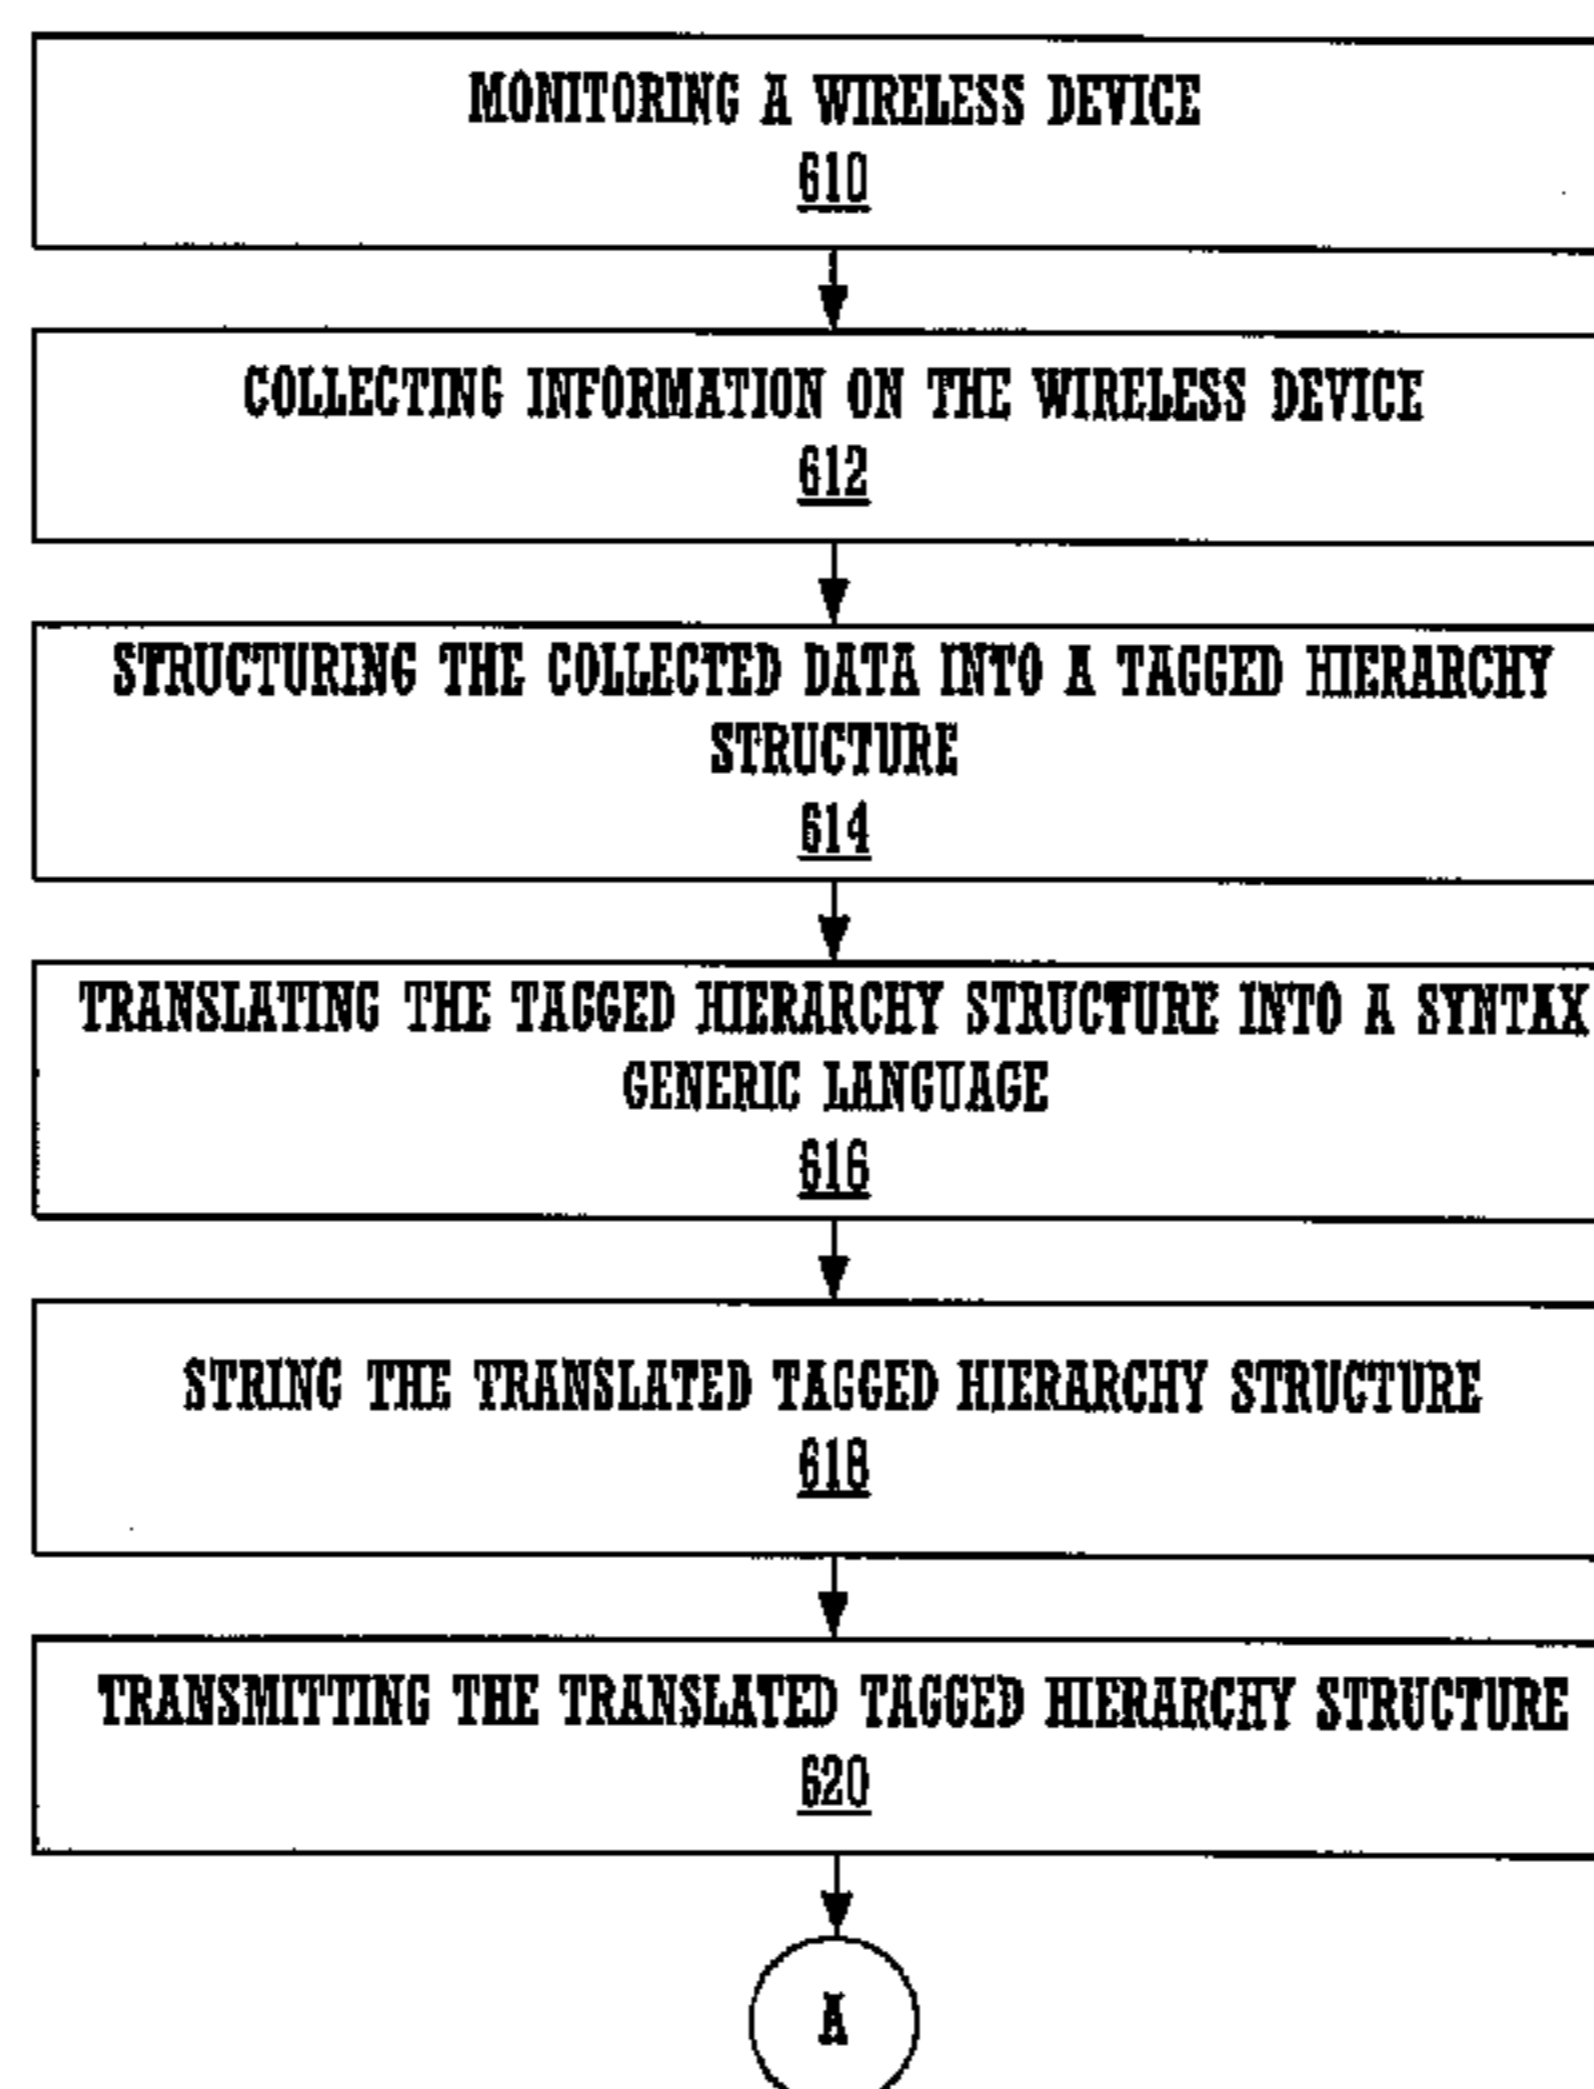 MONITORING A WIRELESS DEVICE
610
COLLECTING INFORMATION ON THE WIRELESS DEVICE
612
STRUCTURING THE COLLECTED DATA INTO A TAGGED HIERARCHY
STRUCTURE
614
TRANSLATING THE TAGGED HIERARCHY STRUCTURE INTO A SYNTAX
GENERIC LANGUAGE
616
STRING THE TRANSLATED TAGGED HIERARCHY STRUCTURE
618
TRANSMITTING THE TRANSLATED TAGGED HIERARCHY STRUCTURE
620
A